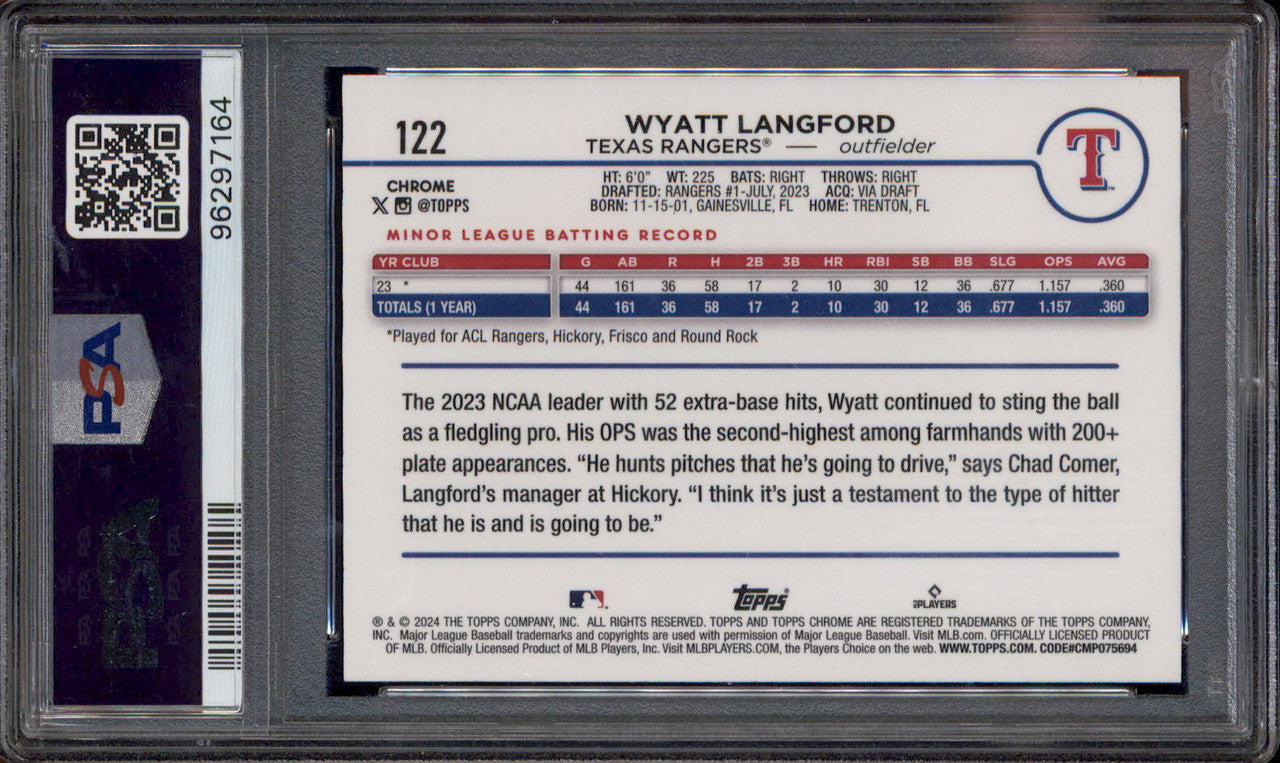 96297164
PSA
122
WYATT LANGFORD
TEXAS RANGERS® — outfielder
T
CHROME
X @TOPPS
HT: 6'0" WT: 225 BATS: RIGHT THROWS: RIGHT
DRAFTED: RANGERS #1-JULY, 2023 ACQ: VIA DRAFT
BORN: 11-15-01, GAINESVILLE, FL HOME: TRENTON, FL
MINOR LEAGUE BATTING RECORD
YR CLUB G AB R H 2B 3B HR RBI SB BB SLG OPS AVG
23 * 44 161 36 58 17 2 10 30 12 36 .677 1.157 .360
TOTALS (1 YEAR) 44 161 36 58 17 2 10 30 12 36 .677 1.157 .360
*Played for ACL Rangers, Hickory, Frisco and Round Rock
The 2023 NCAA leader with 52 extra-base hits, Wyatt continued to sting the ball
as a fledgling pro. His OPS was the second-highest among farmhands with 200+
plate appearances. “He hunts pitches that he’s going to drive,” says Chad Comer,
Langford’s manager at Hickory. “I think it’s just a testament to the type of hitter
that he is and is going to be.”
Topps®
PLAYERS
® & © 2024 THE TOPPS COMPANY, INC. ALL RIGHTS RESERVED. TOPPS AND TOPPS CHROME ARE REGISTERED TRADEMARKS OF THE TOPPS COMPANY,
INC. Major League Baseball trademarks and copyrights are used with permission of Major League Baseball. Visit MLB.com. OFFICIALLY LICENSED PRODUCT
OF MLB. Officially Licensed Product of MLB Players, Inc. Visit MLBPLAYERS.COM, the Players Choice on the web. WWW.TOPPS.COM. CODE#CMP075694